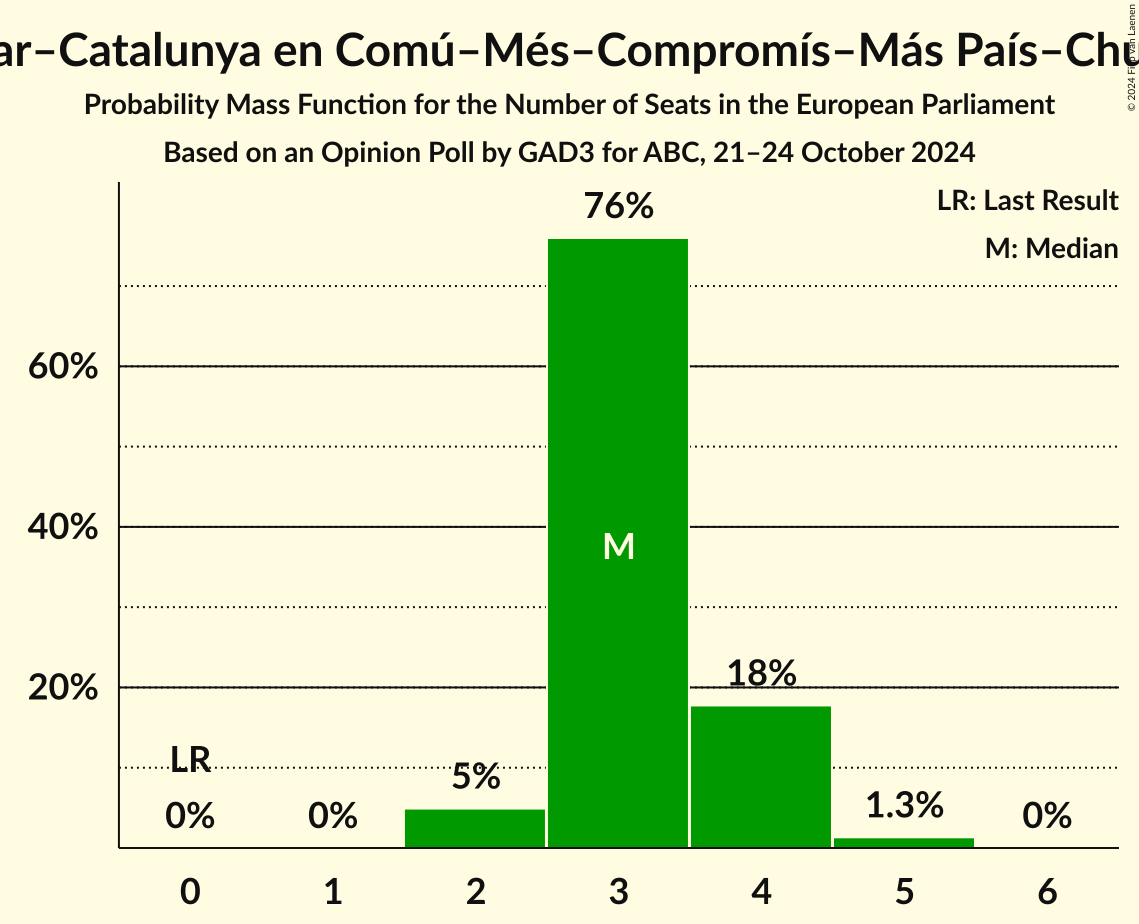 ar–Catalunya en Comú–Més–Compromís–Más País–Chu
© 2024 Filip van Laenen
Probability Mass Function for the Number of Seats in the European Parliament
Based on an Opinion Poll by GAD3 for ABC, 21–24 October 2024
LR: Last Result
M: Median
76%
60%
40%
20%
M
18%
LR
5%
1.3%
0%
0%
0%
0 1 2 3 4 5 6